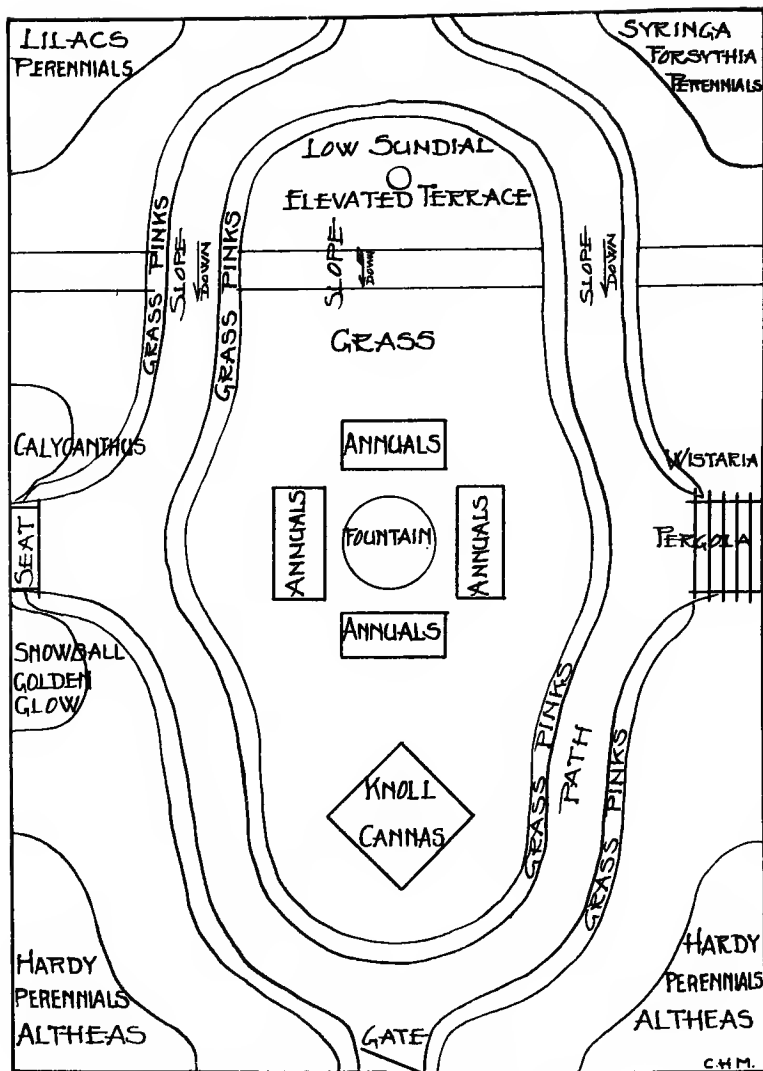 LILACS
PERENNIALS
SYRINGA
FORSYTHIA
PERENNIALS
LOW SUNDIAL
ELEVATED TERRACE
GRASS PINKS
SLOPE
DOWN
GRASS PINKS
SLOPE
DOWN
SLOPE
DOWN
GRASS
CALYCANTHUS
ANNUALS
WISTARIA
SEAT
ANNUALS
FOUNTAIN
ANNUALS
PERGOLA
ANNUALS
SNOWBALL
GOLDEN
GLOW
GRASS PINKS
PATH
GRASS PINKS
KNOLL
CANNAS
HARDY
PERENNIALS
ALTHEAS
GATE
HARDY
PERENNIALS
ALTHEAS
C.H.M.